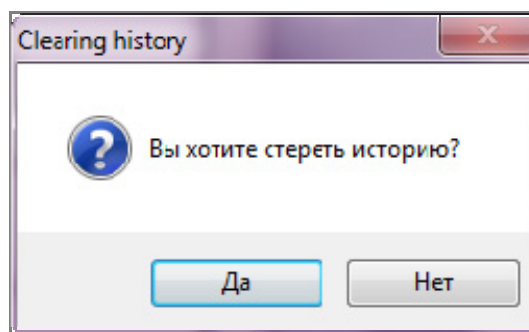 Clearing history
Вы хотите стереть историю?
Да
Нет